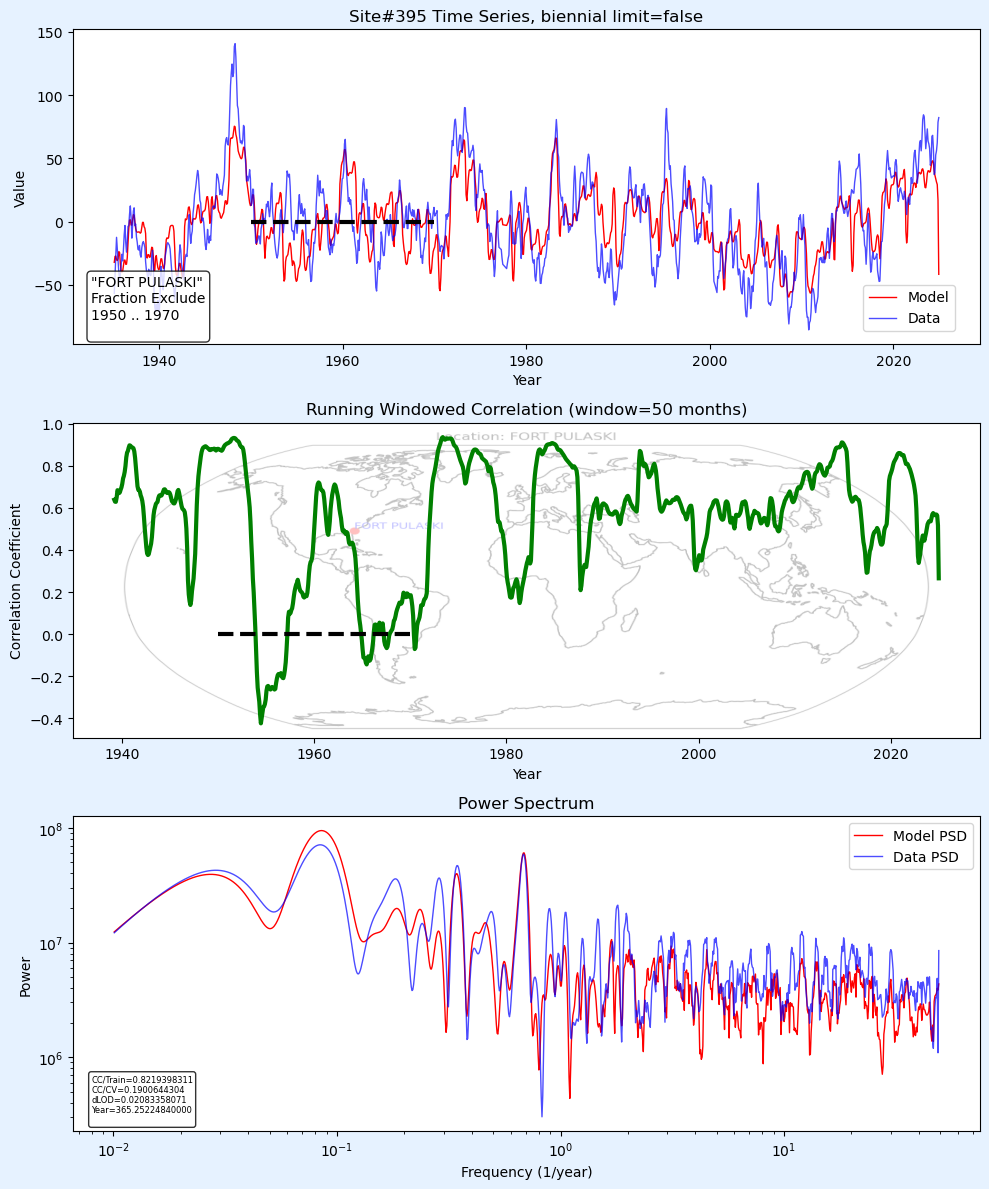 Site#395 Time Series, biennial limit=false
150
100
50
0
−50
Value
"FORT PULASKI"
Fraction Exclude
1950 .. 1970
Model
Data
1940
1960
1980
2000
2020
Year
Running Windowed Correlation (window=50 months)
1.0
0.8
0.6
0.4
0.2
0.0
−0.2
−0.4
Correlation Coefficient
Location: FORT PULASKI
FORT PULASKI
1940
1960
1980
2000
2020
Year
Power Spectrum
10⁸
10⁷
10⁶
Power
Model PSD
Data PSD
CC/Train=0.8219398311
CC/CV=0.1900644304
dLOD=0.02083358071
Year=365.25224840000
10⁻²
10⁻¹
10⁰
10¹
Frequency (1/year)